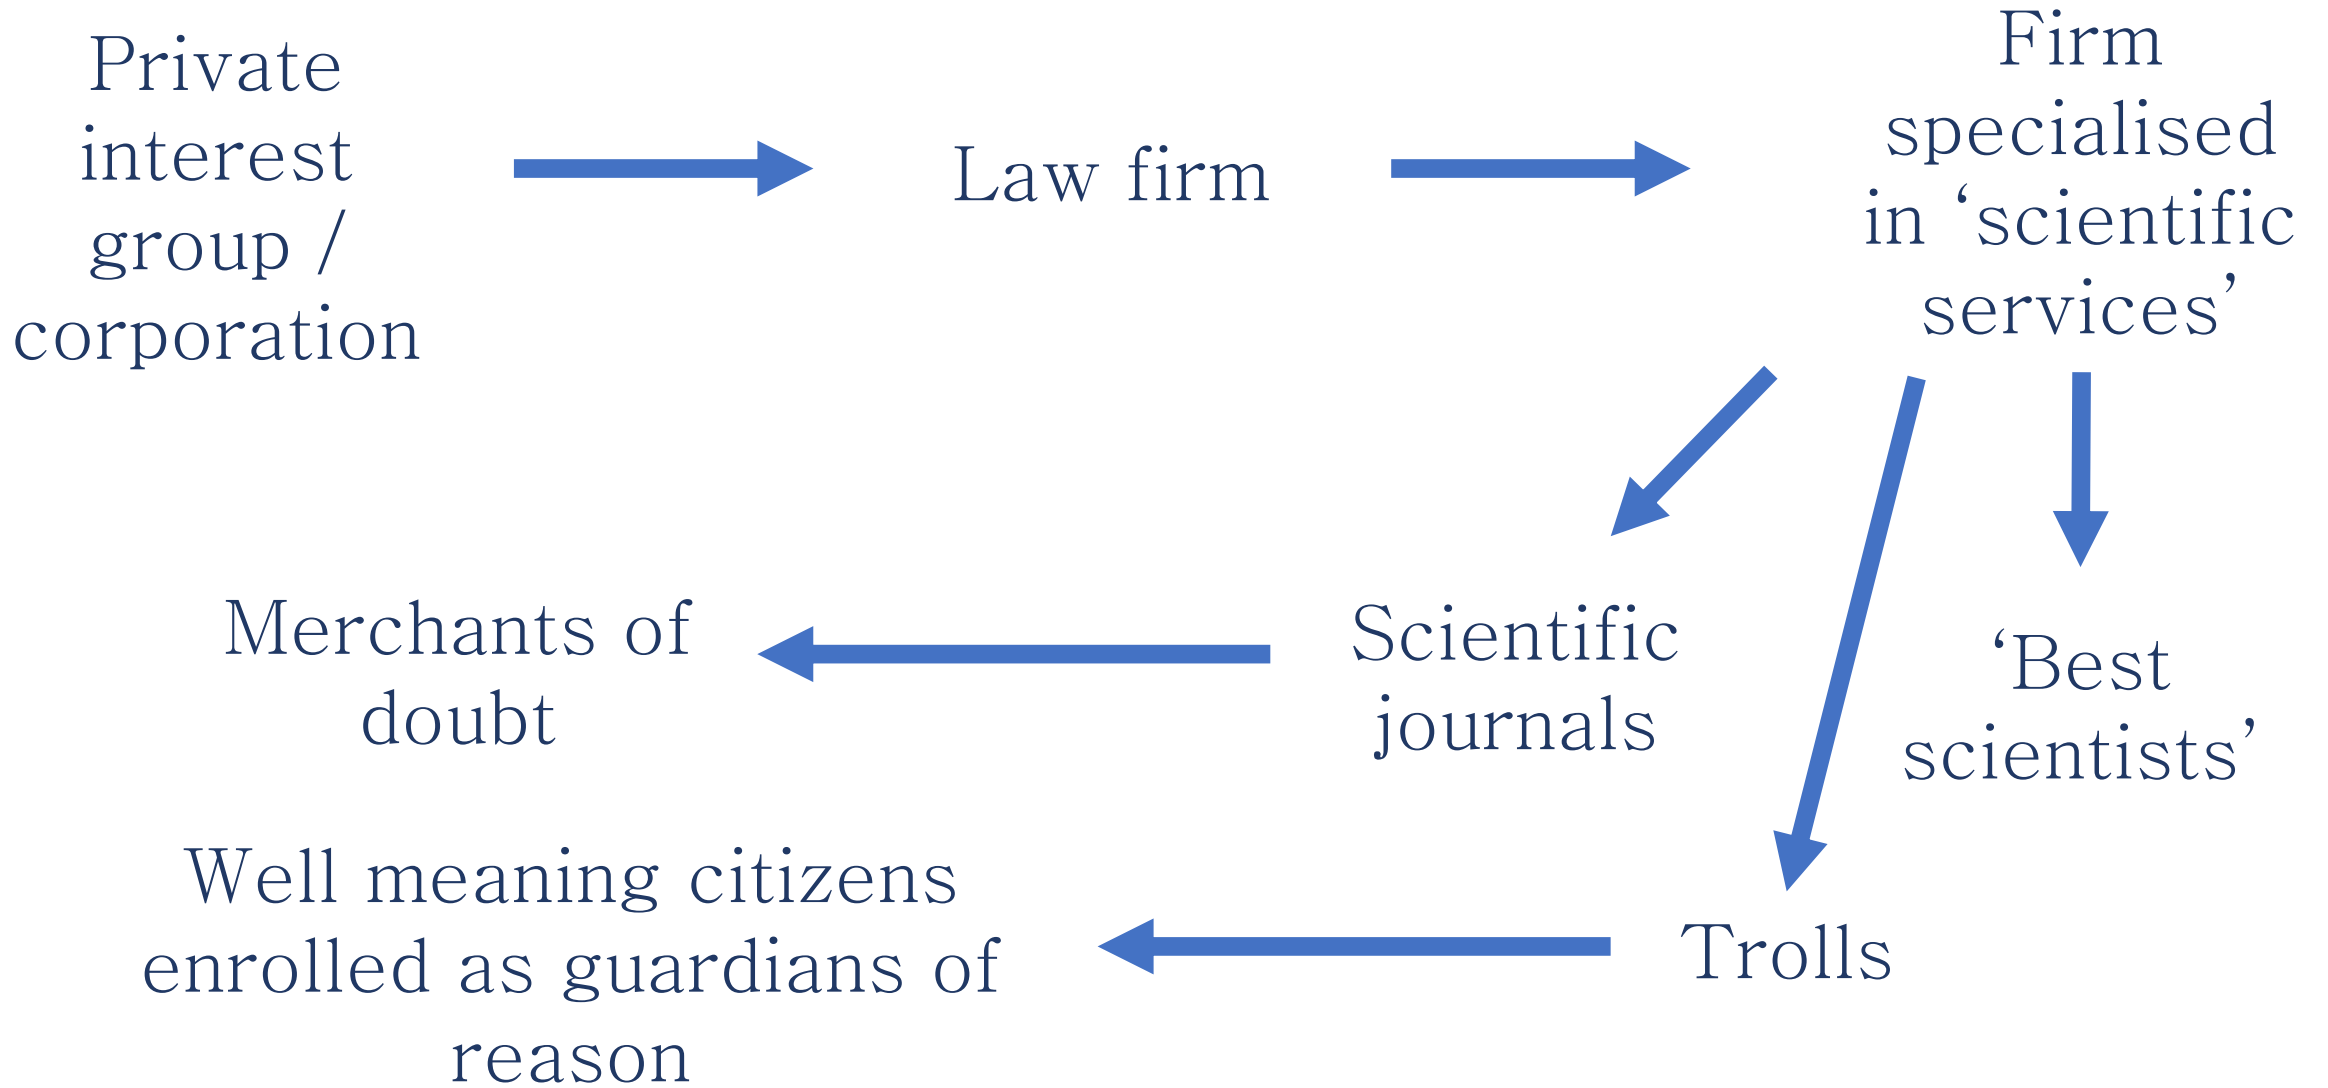 Private
interest
group /
corporation
Law firm
Firm
specialised
in ‘scientific
services’
Merchants of
doubt
Scientific
journals
‘Best
scientists’
Well meaning citizens
enrolled as guardians of
reason
Trolls